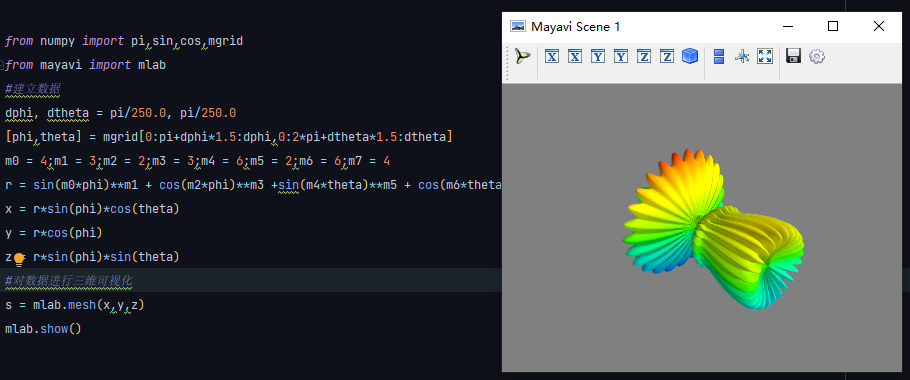 from numpy import pi,sin,cos,mgrid
from mayavi import mlab
#建立数据
dphi, dtheta = pi/250.0, pi/250.0
[phi,theta] = mgrid[0:pi+dphi*1.5:dphi,0:2*pi+dtheta*1.5:dtheta]
m0 = 4;m1 = 3;m2 = 2;m3 = 3;m4 = 6;m5 = 2;m6 = 6;m7 = 4
r = sin(m0*phi)**m1 + cos(m2*phi)**m3 +sin(m4*theta)**m5 + cos(m6*theta
x = r*sin(phi)*cos(theta)
y = r*cos(phi)
z r*sin(phi)*sin(theta)
#对数据进行三维可视化
s = mlab.mesh(x,y,z)
mlab.show()
Mayavi Scene 1
X X Y Y Z Z